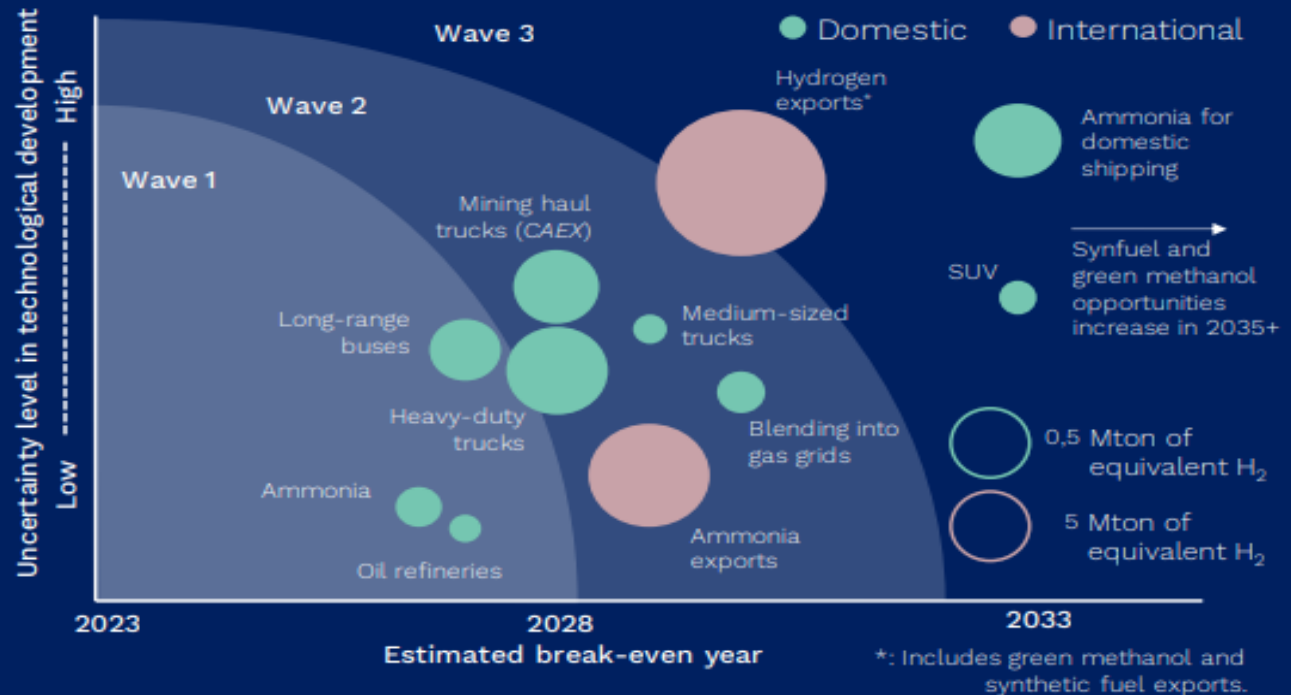 Domestic
International
Wave 3
Wave 2
Wave 1
Uncertainty level in technological development
High
Low
Hydrogen
exports*
Ammonia for
domestic
shipping
Mining haul
trucks (CAEX)
Synfuel and
green methanol
opportunities
increase in 2035+
SUV
Long-range
buses
Medium-sized
trucks
Heavy-duty
trucks
Blending into
gas grids
0,5 Mton of
equivalent H₂
Ammonia
5 Mton of
equivalent H₂
Ammonia
exports
Oil refineries
2023
2028
2033
Estimated break-even year
*: Includes green methanol and
synthetic fuel exports.